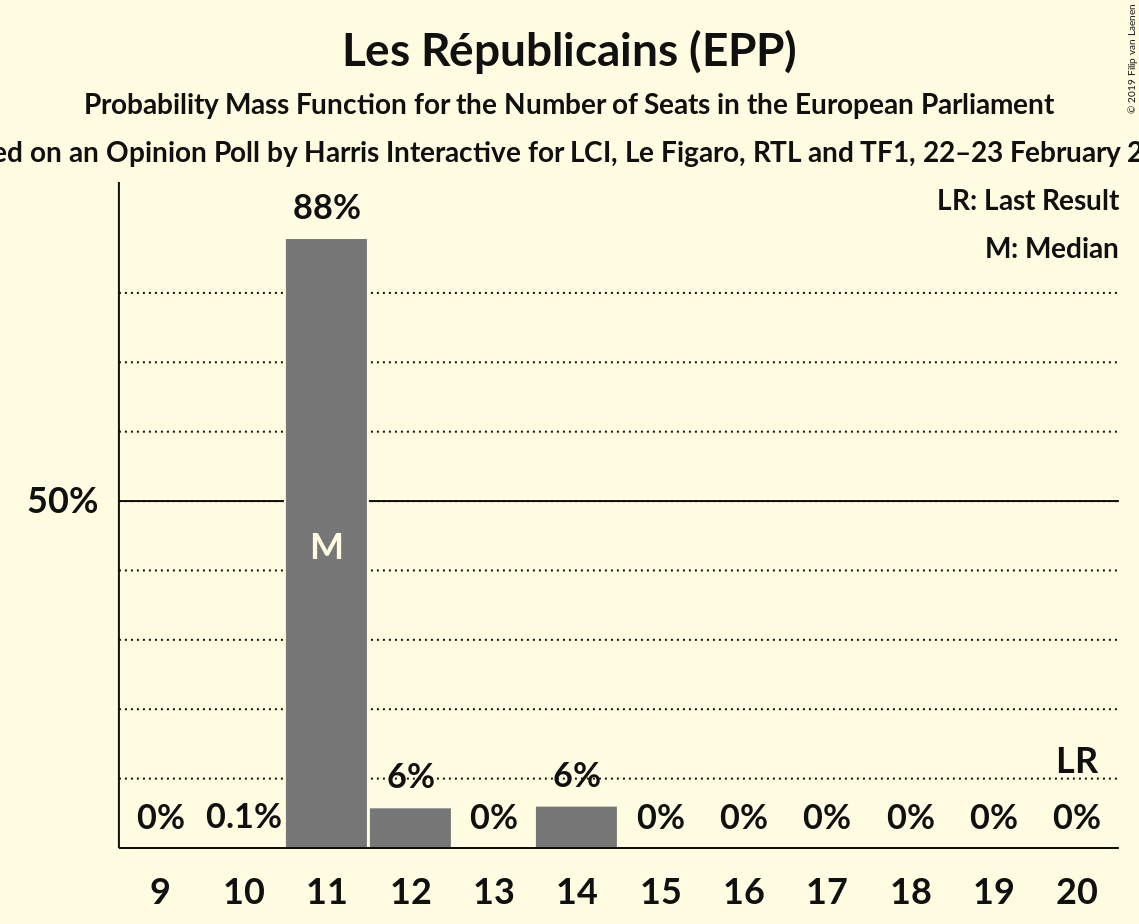 Les Républicains (EPP)
Probability Mass Function for the Number of Seats in the European Parliament
on an Opinion Poll by Harris Interactive for LCI, Le Figaro, RTL and TF1, 22–23 February
© 2019 Filip van Laenen
LR: Last Result
M: Median
88%
50%
M
LR
6%
6%
0%
0.1%
0%
0%
0%
0%
0%
0%
0%
9 10 11 12 13 14 15 16 17 18 19 20